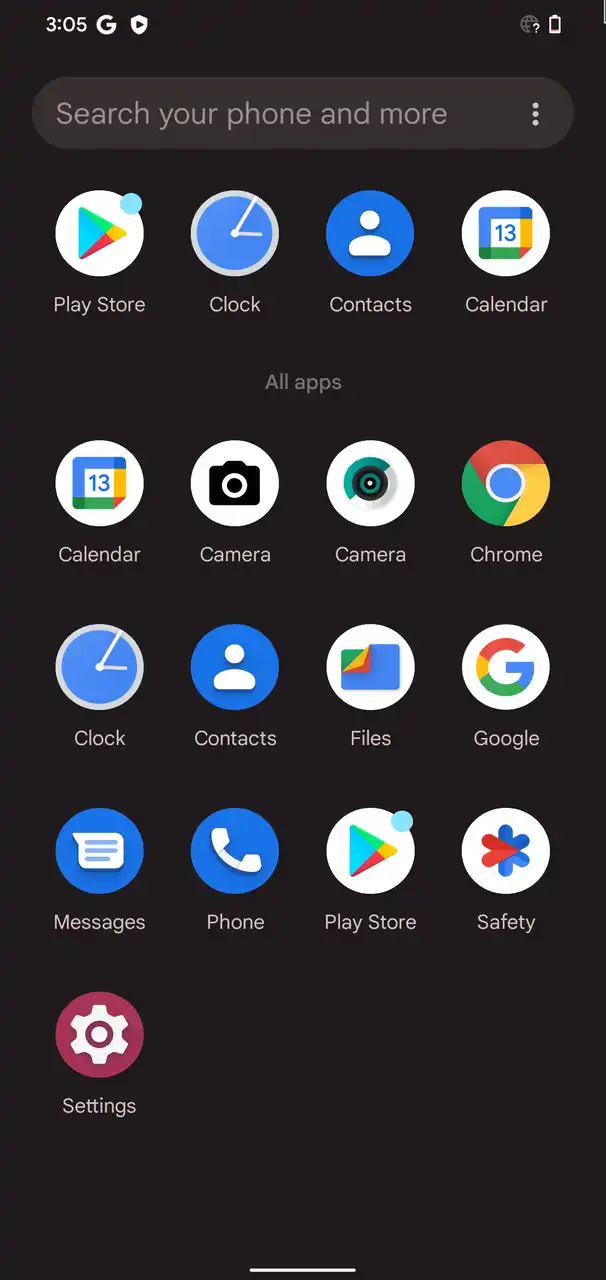 3:05
Search your phone and more
Play Store
Clock
Contacts
13
Calendar
All apps
13
Calendar
Camera
Camera
Chrome
Clock
Contacts
Files
Google
Messages
Phone
Play Store
Safety
Settings